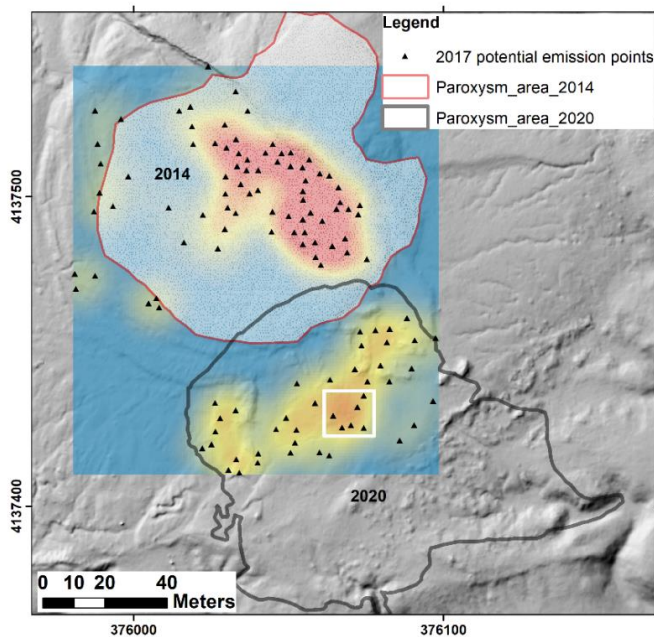 Legend
2017 potential emission points
Paroxysm_area_2014
Paroxysm_area_2020
2014
4137500
2020
4137400
0 10 20 40
Meters
376000 376100